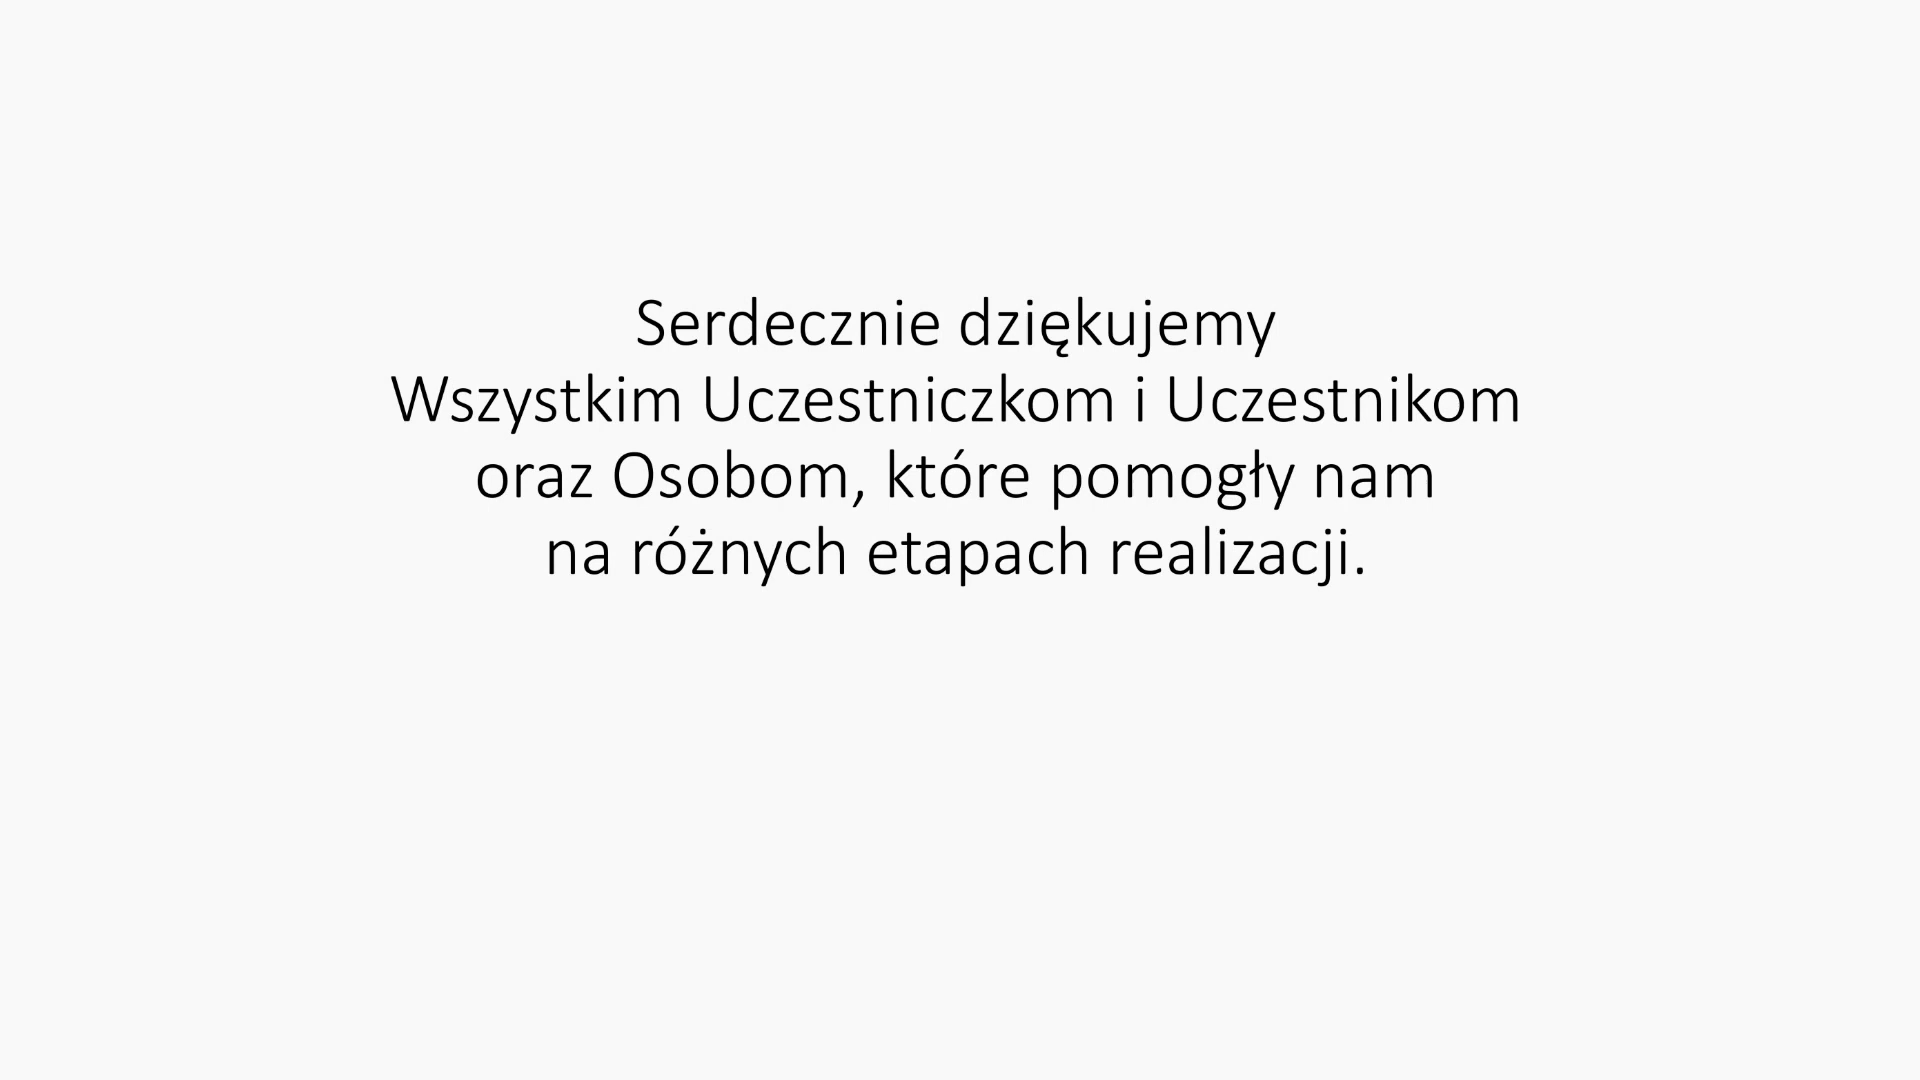 Serdecznie dziękujemy
Wszystkim Uczestniczkom i Uczestnikom
oraz Osobom, które pomogły nam
na różnych etapach realizacji.